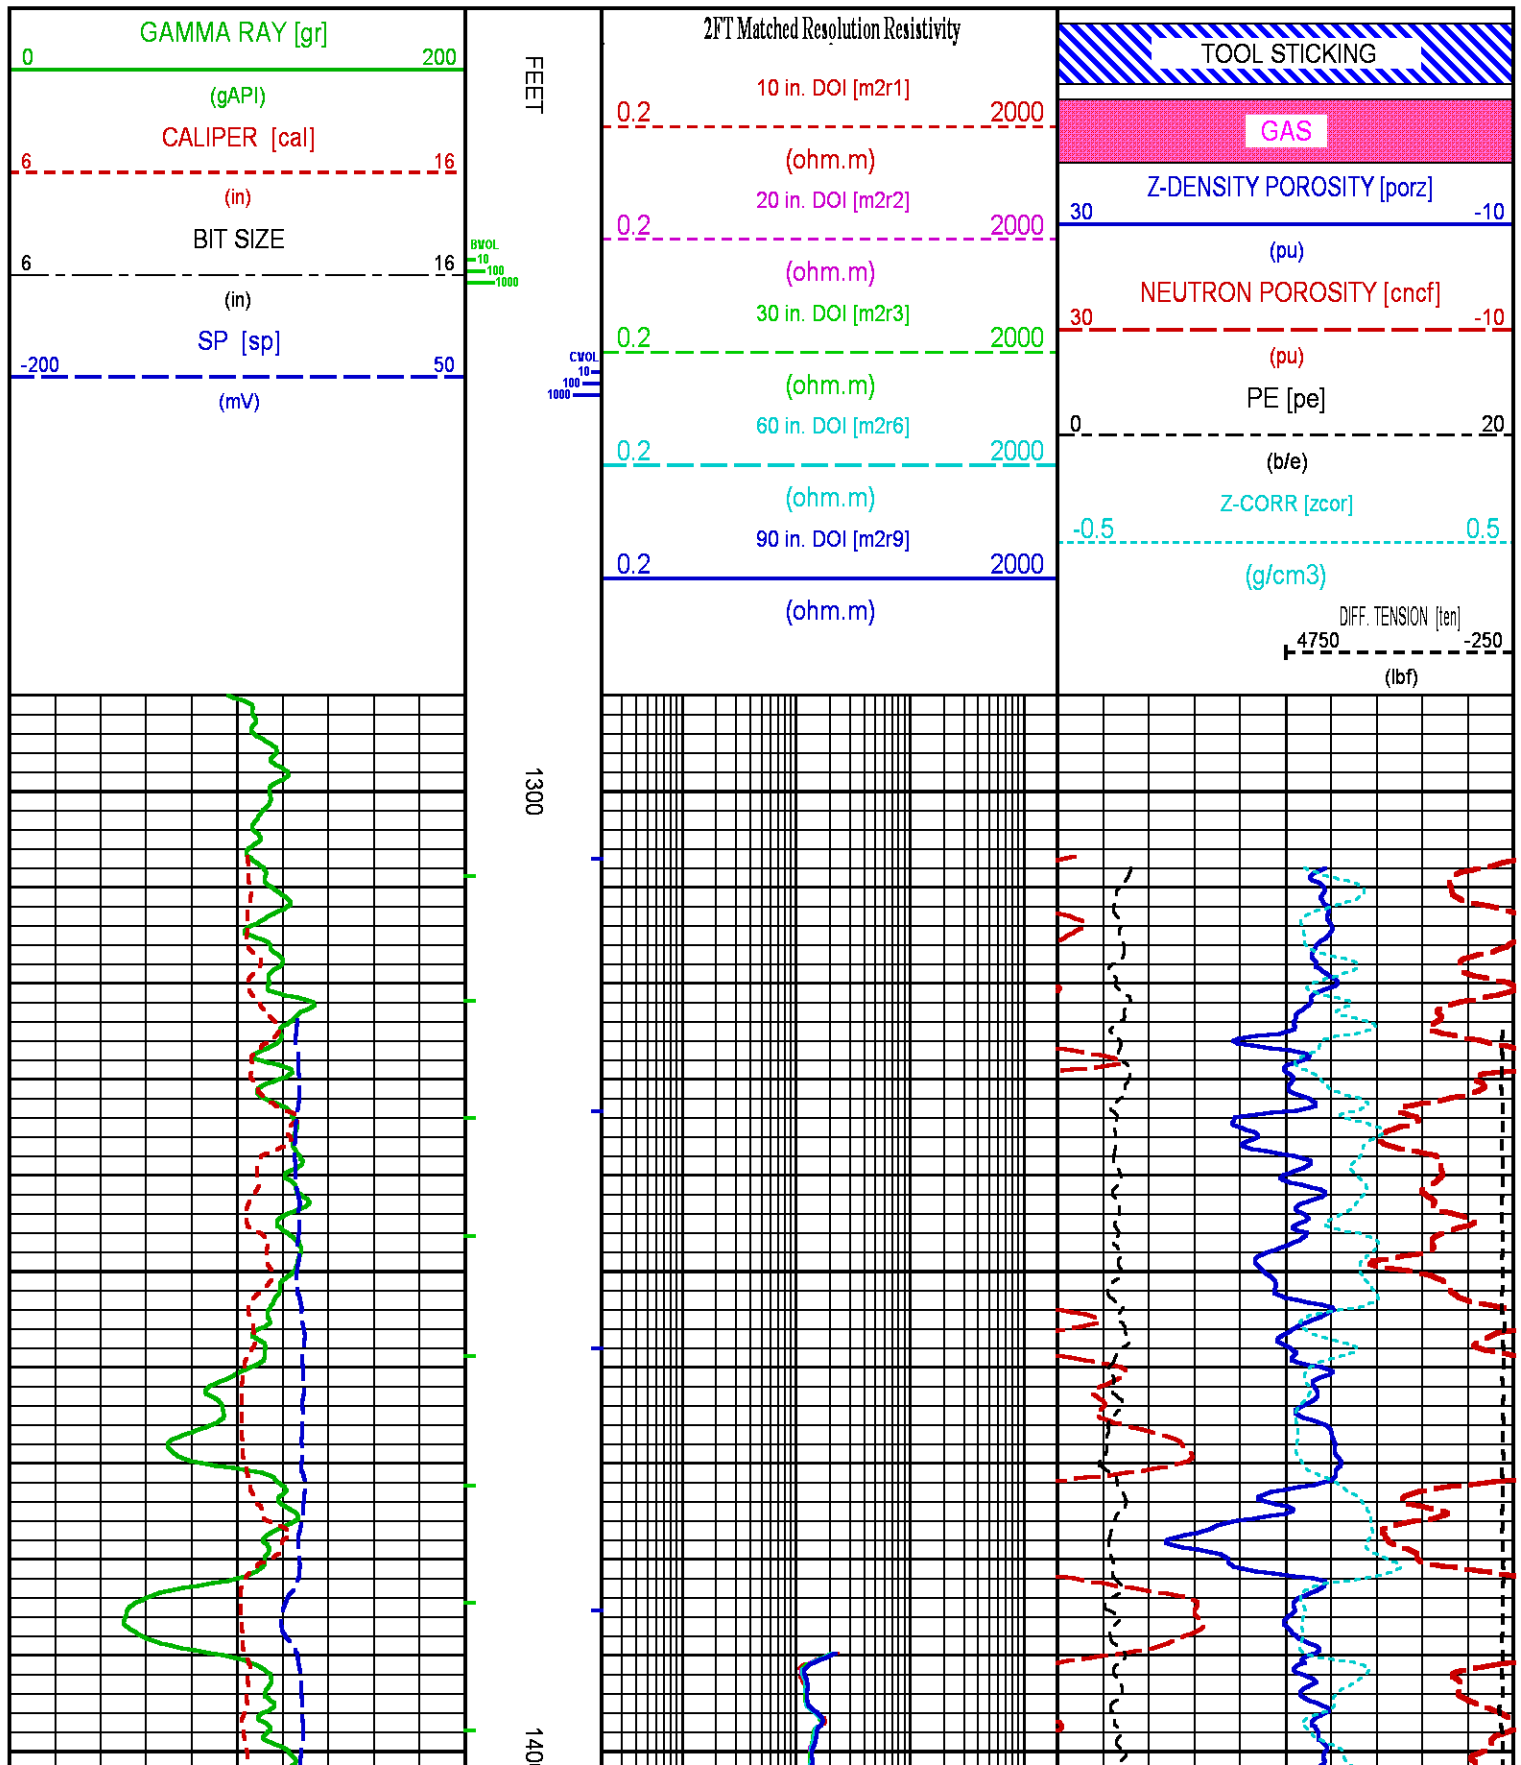 GAMMA RAY [gr]
0 200
(gAPI)
CALIPER [cal]
6 16
(in)
BIT SIZE
6 16
(in)
SP [sp]
-200 50
(mV)
BVOL
10
100
1000
FEET
CVOL
10
100
1000
2FT Matched Resolution Resistivity
10 in. DOI [m2r1]
0.2 2000
(ohm.m)
20 in. DOI [m2r2]
0.2 2000
(ohm.m)
30 in. DOI [m2r3]
0.2 2000
(ohm.m)
60 in. DOI [m2r6]
0.2 2000
(ohm.m)
90 in. DOI [m2r9]
0.2 2000
(ohm.m)
TOOL STICKING
GAS
Z-DENSITY POROSITY [porz]
30 -10
(pu)
NEUTRON POROSITY [cncf]
30 -10
(pu)
PE [pe]
0 20
(b/e)
Z-CORR [zcor]
-0.5 0.5
(g/cm3)
DIFF. TENSION [ten]
4750 -250
(lbf)
1300